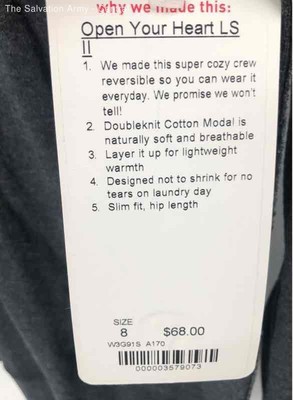 The Salvation Army
why we made this:
Open Your Heart LS
II
1. We made this super cozy crew
reversible so you can wear it
everyday. We promise we won't
tell!
2. Doubleknit Cotton Modal is
naturally soft and breathable
3. Layer it up for lightweight
warmth
4. Designed not to shrink for no
tears on laundry day
5. Slim fit, hip length
SIZE
8 $68.00
W3G91S A170
000003579073